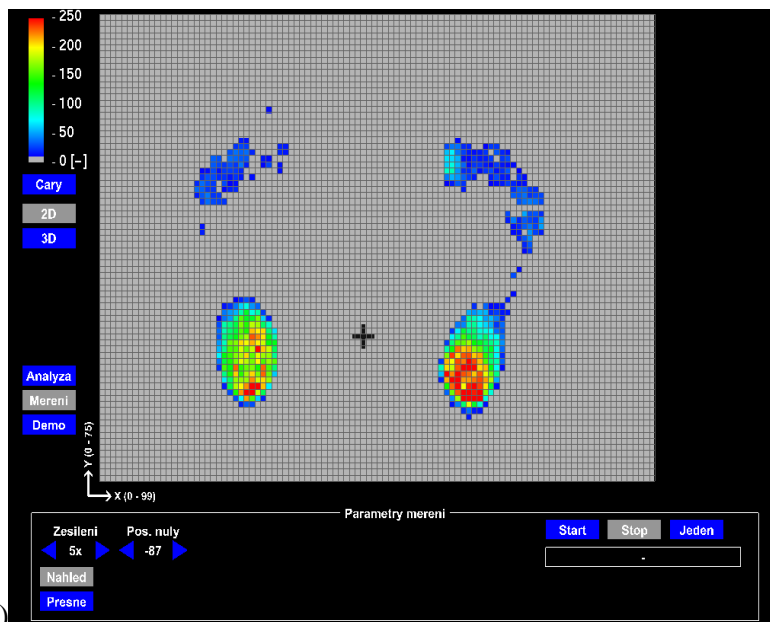 - 250
- 200
- 150
- 100
- 50
- 0 [-]
Cary
2D
3D
Analyza
Mereni
Demo
Y (0 - 75)
X (0 - 99)
Parametry mereni
Zesileni Pos. nuly
5x -87
Nahled
Presne
Start Stop Jeden
-
)